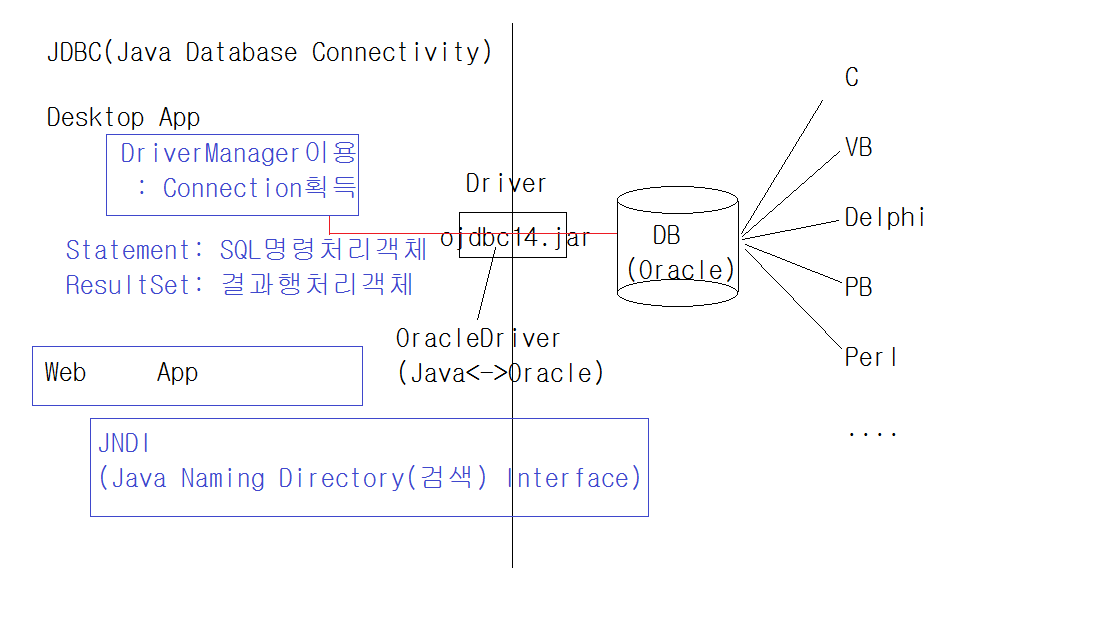 JDBC(Java Database Connectivity)
Desktop App
DriverManager이용
: Connection획득
Statement: SQL명령처리객체
ResultSet: 결과행처리객체
Driver
ojdbc14.jar
OracleDriver
(Java<->Oracle)
DB
(Oracle)
C
VB
Delphi
PB
Perl
....
Web App
JNDI
(Java Naming Directory(검색) Interface)